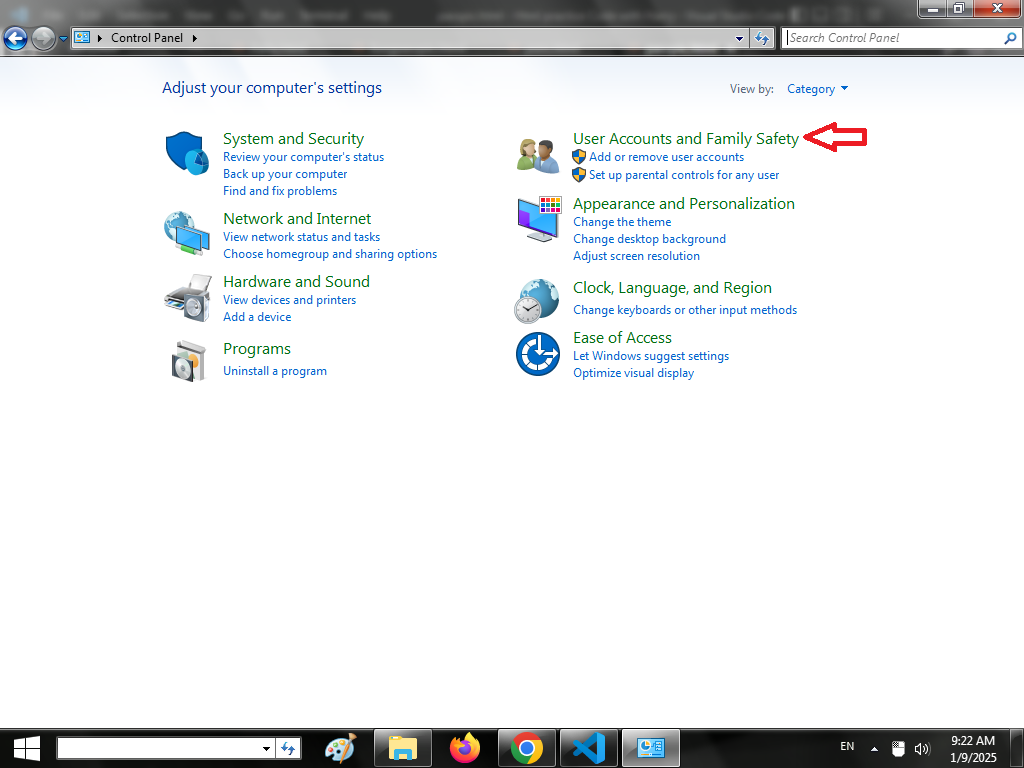 Control Panel
Search Control Panel
Adjust your computer's settings
View by:
Category
System and Security
Review your computer's status
Back up your computer
Find and fix problems
Network and Internet
View network status and tasks
Choose homegroup and sharing options
Hardware and Sound
View devices and printers
Add a device
Programs
Uninstall a program
User Accounts and Family Safety
Add or remove user accounts
Set up parental controls for any user
Appearance and Personalization
Change the theme
Change desktop background
Adjust screen resolution
Clock, Language, and Region
Change keyboards or other input methods
Ease of Access
Let Windows suggest settings
Optimize visual display
EN
9:22 AM
1/9/2025